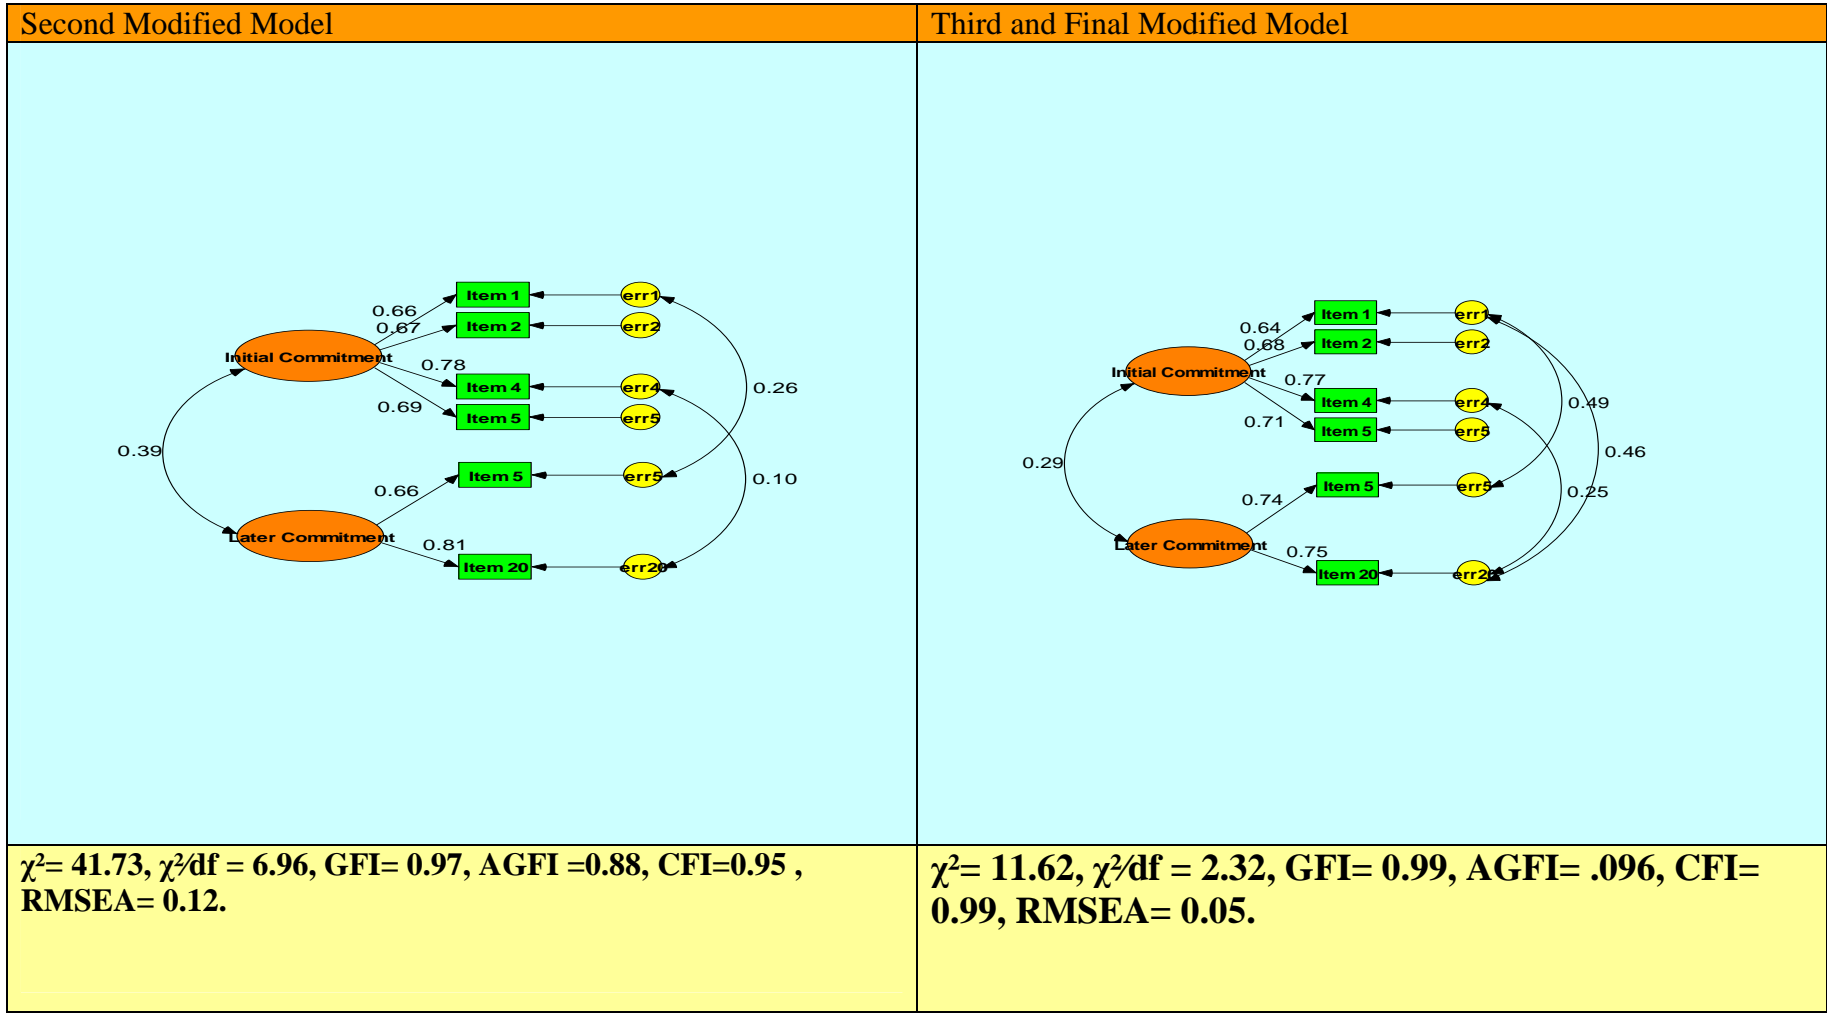 Second Modified Model
Third and Final Modified Model
Item 1
err1
0.66
Item 2
err2
0.67
Initial Commitment
0.78
Item 4
err4
0.26
0.69
Item 5
err5
0.39
Item 5
err5
0.10
0.66
Later Commitment
0.81
Item 20
err20
Item 1
err1
0.64
Item 2
err2
0.68
Initial Commitment
0.77
Item 4
err4
0.49
0.71
Item 5
err5
0.46
0.29
Item 5
err5
0.25
0.74
Later Commitment
0.75
Item 20
err20
χ²= 41.73, χ²⁄df = 6.96, GFI= 0.97, AGFI =0.88, CFI=0.95 ,
RMSEA= 0.12.
χ²= 11.62, χ²⁄df = 2.32, GFI= 0.99, AGFI= .096, CFI=
0.99, RMSEA= 0.05.